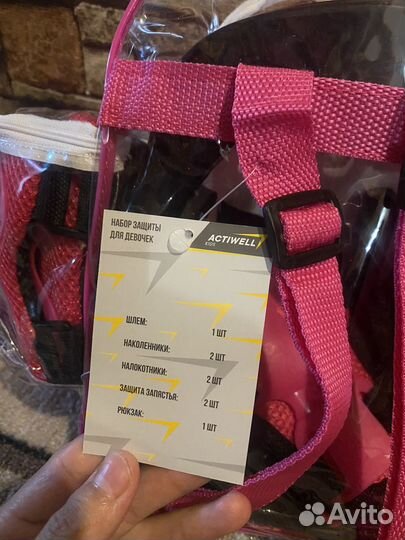 НАБОР ЗАЩИТЫ
ДЛЯ ДЕВОЧЕК
ACTIWELL
KIDS
ШЛЕМ: 1 ШТ
НАКОЛЕННИКИ: 2 ШТ
НАЛОКОТНИКИ: 2 ШТ
ЗАЩИТА ЗАПЯСТЬЯ: 2 ШТ
РЮКЗАК: 1 ШТ
Avito